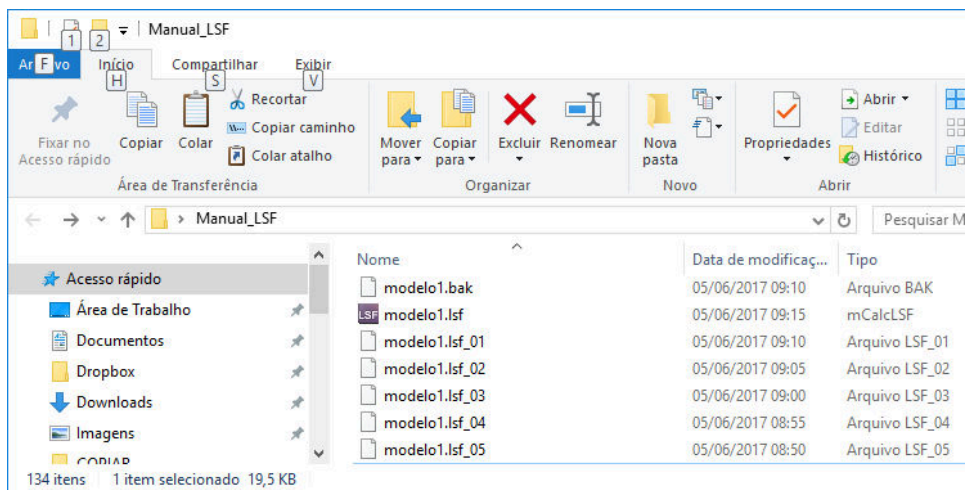 1 2 Manual_LSF
Ar F vo Início Compartilhar Exibir
H S V
Fixar no Acesso rápido
Copiar
Colar
Recortar
Copiar caminho
Colar atalho
Área de Transferência
Mover para
Copiar para
Excluir
Renomear
Organizar
Nova pasta
Novo
Propriedades
Abrir
Editar
Histórico
Abrir
Manual_LSF
Pesquisar M
Acesso rápido
Área de Trabalho
Documentos
Dropbox
Downloads
Imagens
COPIAR
Nome Data de modificaç... Tipo
modelo1.bak 05/06/2017 09:10 Arquivo BAK
LSF modelo1.lsf 05/06/2017 09:15 mCalcLSF
modelo1.lsf_01 05/06/2017 09:10 Arquivo LSF_01
modelo1.lsf_02 05/06/2017 09:05 Arquivo LSF_02
modelo1.lsf_03 05/06/2017 09:00 Arquivo LSF_03
modelo1.lsf_04 05/06/2017 08:55 Arquivo LSF_04
modelo1.lsf_05 05/06/2017 08:50 Arquivo LSF_05
134 itens 1 item selecionado 19,5 KB